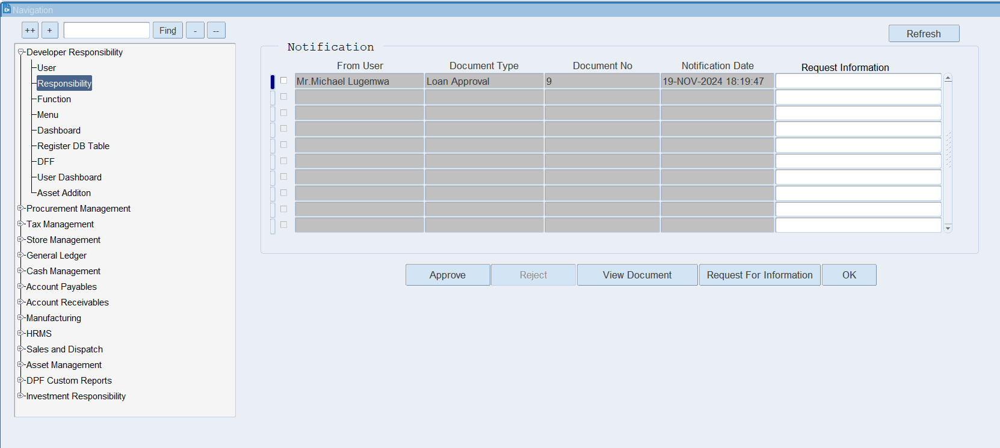 Navigation
++ + Find - --
Refresh
Developer Responsibility
User
Responsibility
Function
Menu
Dashboard
Register DB Table
DFF
User Dashboard
Asset Additon
Procurement Management
Tax Management
Store Management
General Ledger
Cash Management
Account Payables
Account Receivables
Manufacturing
HRMS
Sales and Dispatch
Asset Management
DPF Custom Reports
Investment Responsibility
Notification
From User Document Type Document No Notification Date Request Information
Mr.Michael Lugemwa Loan Approval 9 19-NOV-2024 18:19:47
Approve Reject View Document Request For Information OK